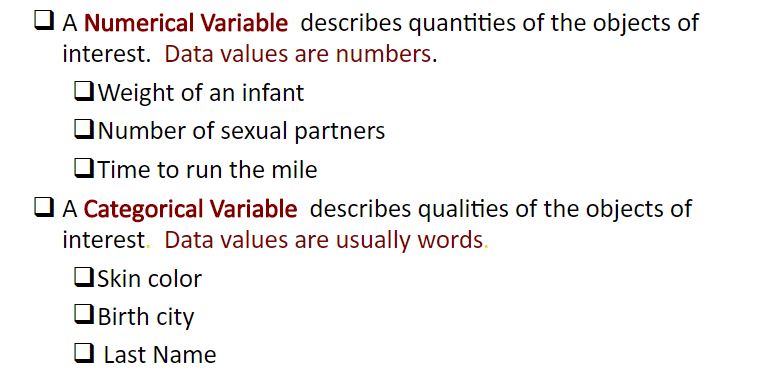 ❑ A Numerical Variable describes quantities of the objects of
interest. Data values are numbers.
❑Weight of an infant
❑Number of sexual partners
❑Time to run the mile
❑ A Categorical Variable describes qualities of the objects of
interest. Data values are usually words.
❑Skin color
❑Birth city
❑ Last Name